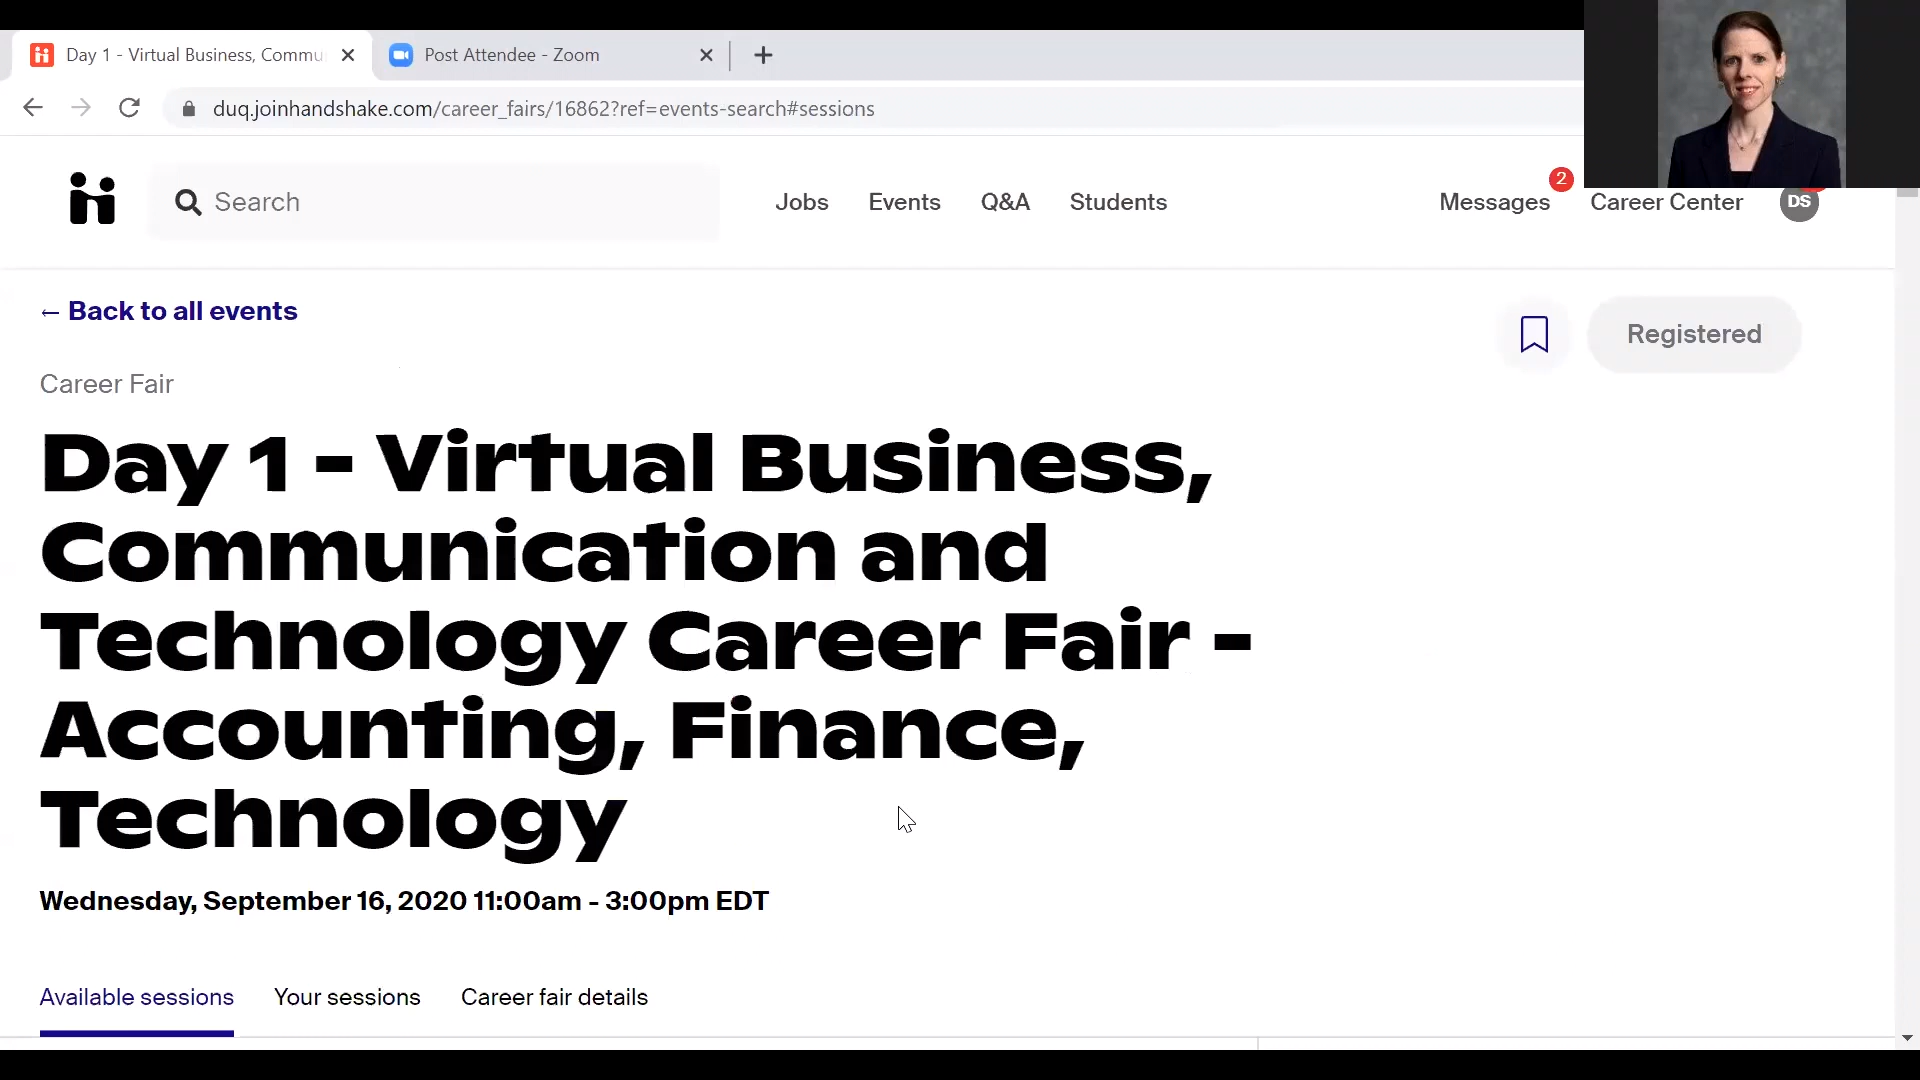 Day 1 - Virtual Business, Commu
Post Attendee - Zoom
duq.joinhandshake.com/career_fairs/16862?ref=events-search#sessions
Search
Jobs
Events
Q&A
Students
Messages
2
Career Center
DS
← Back to all events
Registered
Career Fair
Day 1 - Virtual Business,
Communication and
Technology Career Fair -
Accounting, Finance,
Technology
Wednesday, September 16, 2020 11:00am - 3:00pm EDT
Available sessions
Your sessions
Career fair details